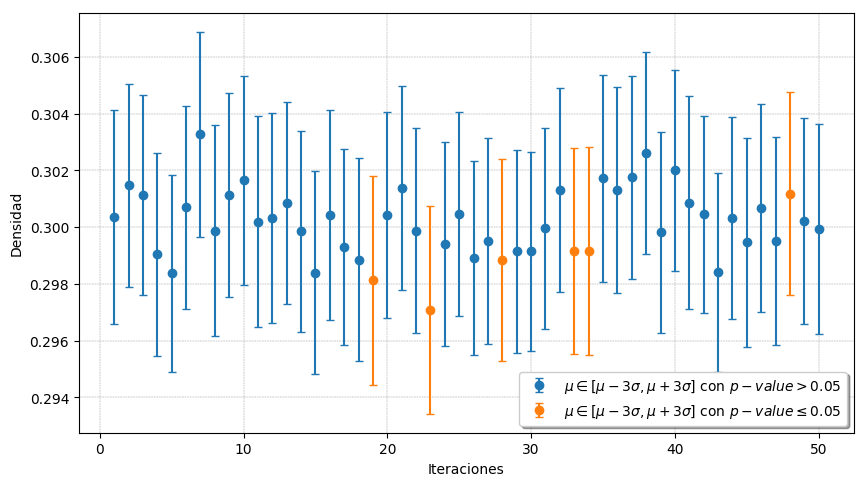 0.306
0.304
0.302
0.300
0.298
0.296
0.294
Densidad
0 10 20 30 40 50
Iteraciones
μ ∈ [μ − 3σ, μ + 3σ] con p − value > 0.05
μ ∈ [μ − 3σ, μ + 3σ] con p − value ≤ 0.05